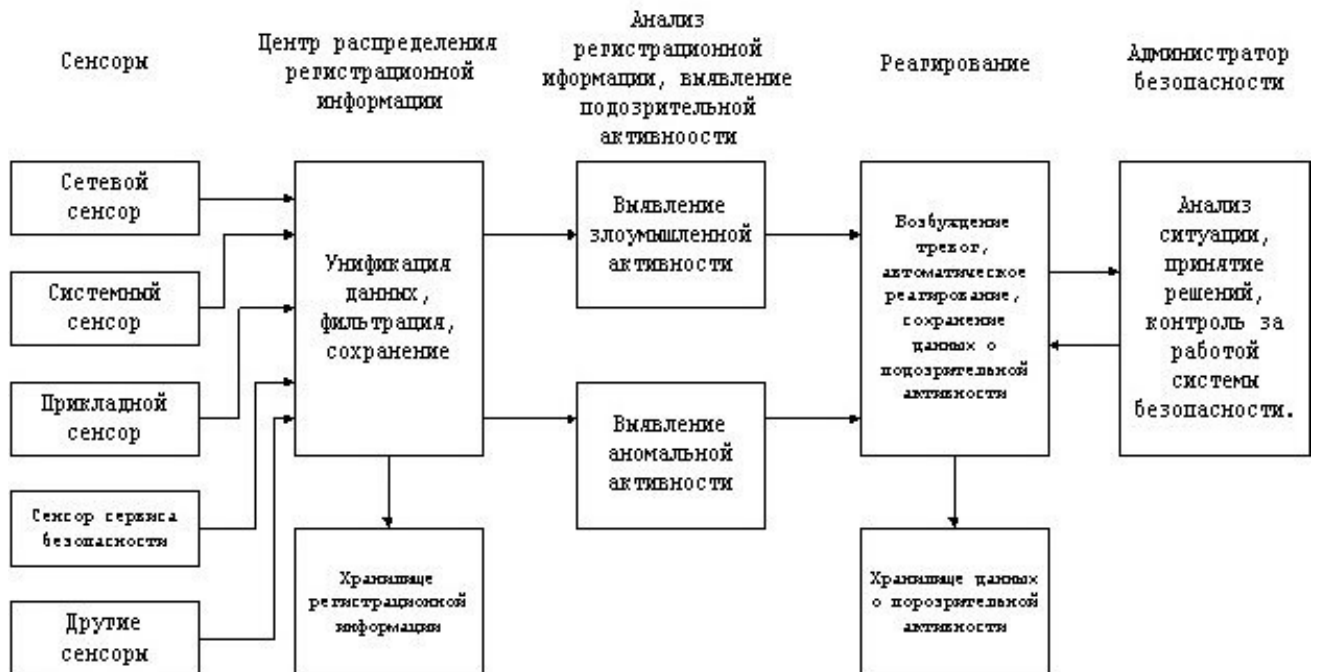 Сенсоры
Центр распределения
регистрационной
информации
Анализ
регистрационной
иформации, выявление
подозрительной
активноости
Реагирование
Администратор
безопасности
Сетевой
сенсор
Системный
сенсор
Прикладной
сенсор
Сенсор сервиса
безопасности
Другие
сенсоры
Унификация
данных,
фильтрация,
сохранение
Хранилище
регистрационной
информации
Выявление
злоумышленной
активности
Выявление
аномальной
активности
Возбуждение
тревог,
автоматическое
реагирование,
сохранение
данных о
подозрительной
активности
Хранилище данных
о порозрительной
активности
Анализ
ситуации,
принятие
решений,
контроль за
работой
системы
безопасности.